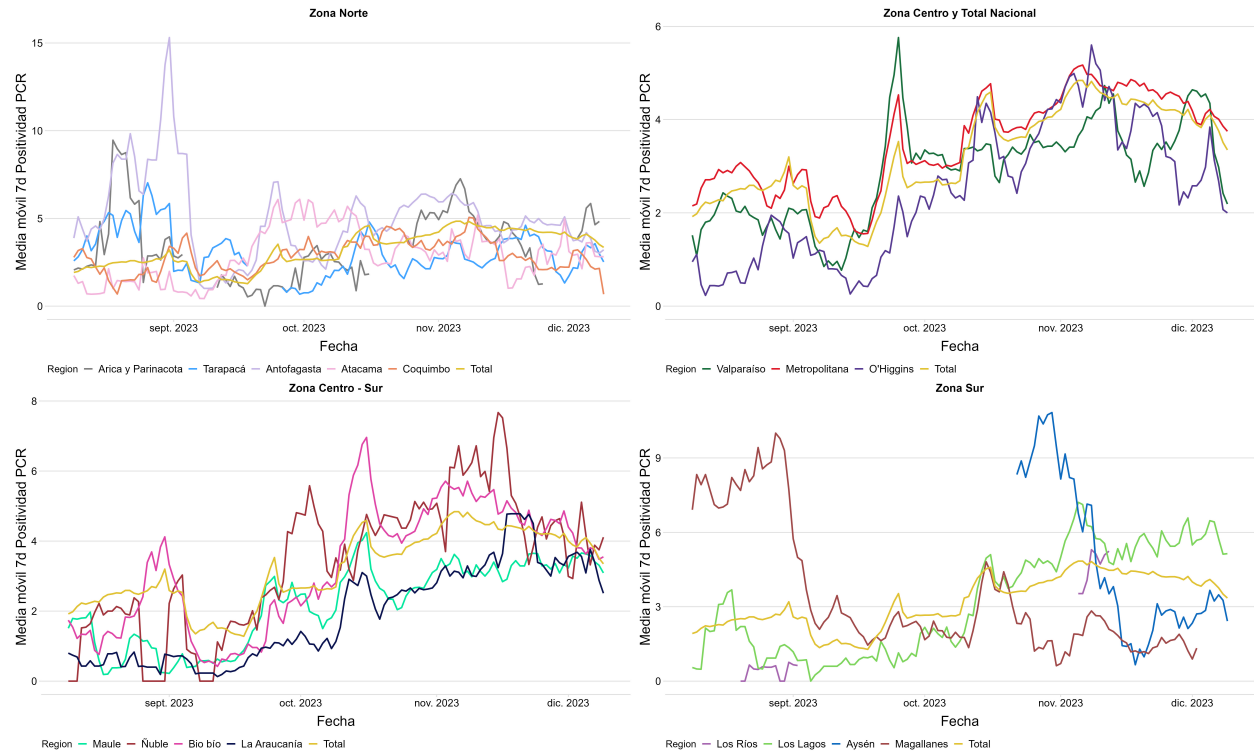 Zona Norte
Media móvil 7d Positividad PCR
15
10
5
0
sept. 2023
oct. 2023
nov. 2023
dic. 2023
Fecha
Region Arica y Parinacota Tarapacá Antofagasta Atacama Coquimbo Total
Zona Centro y Total Nacional
Media móvil 7d Positividad PCR
6
4
2
0
sept. 2023
oct. 2023
nov. 2023
dic. 2023
Fecha
Region Valparaíso Metropolitana O'Higgins Total
Zona Centro - Sur
Media móvil 7d Positividad PCR
8
6
4
2
0
sept. 2023
oct. 2023
nov. 2023
dic. 2023
Fecha
Region Maule Ñuble Bio bío La Araucanía Total
Zona Sur
Media móvil 7d Positividad PCR
9
6
3
0
sept. 2023
oct. 2023
nov. 2023
dic. 2023
Fecha
Region Los Ríos Los Lagos Aysén Magallanes Total